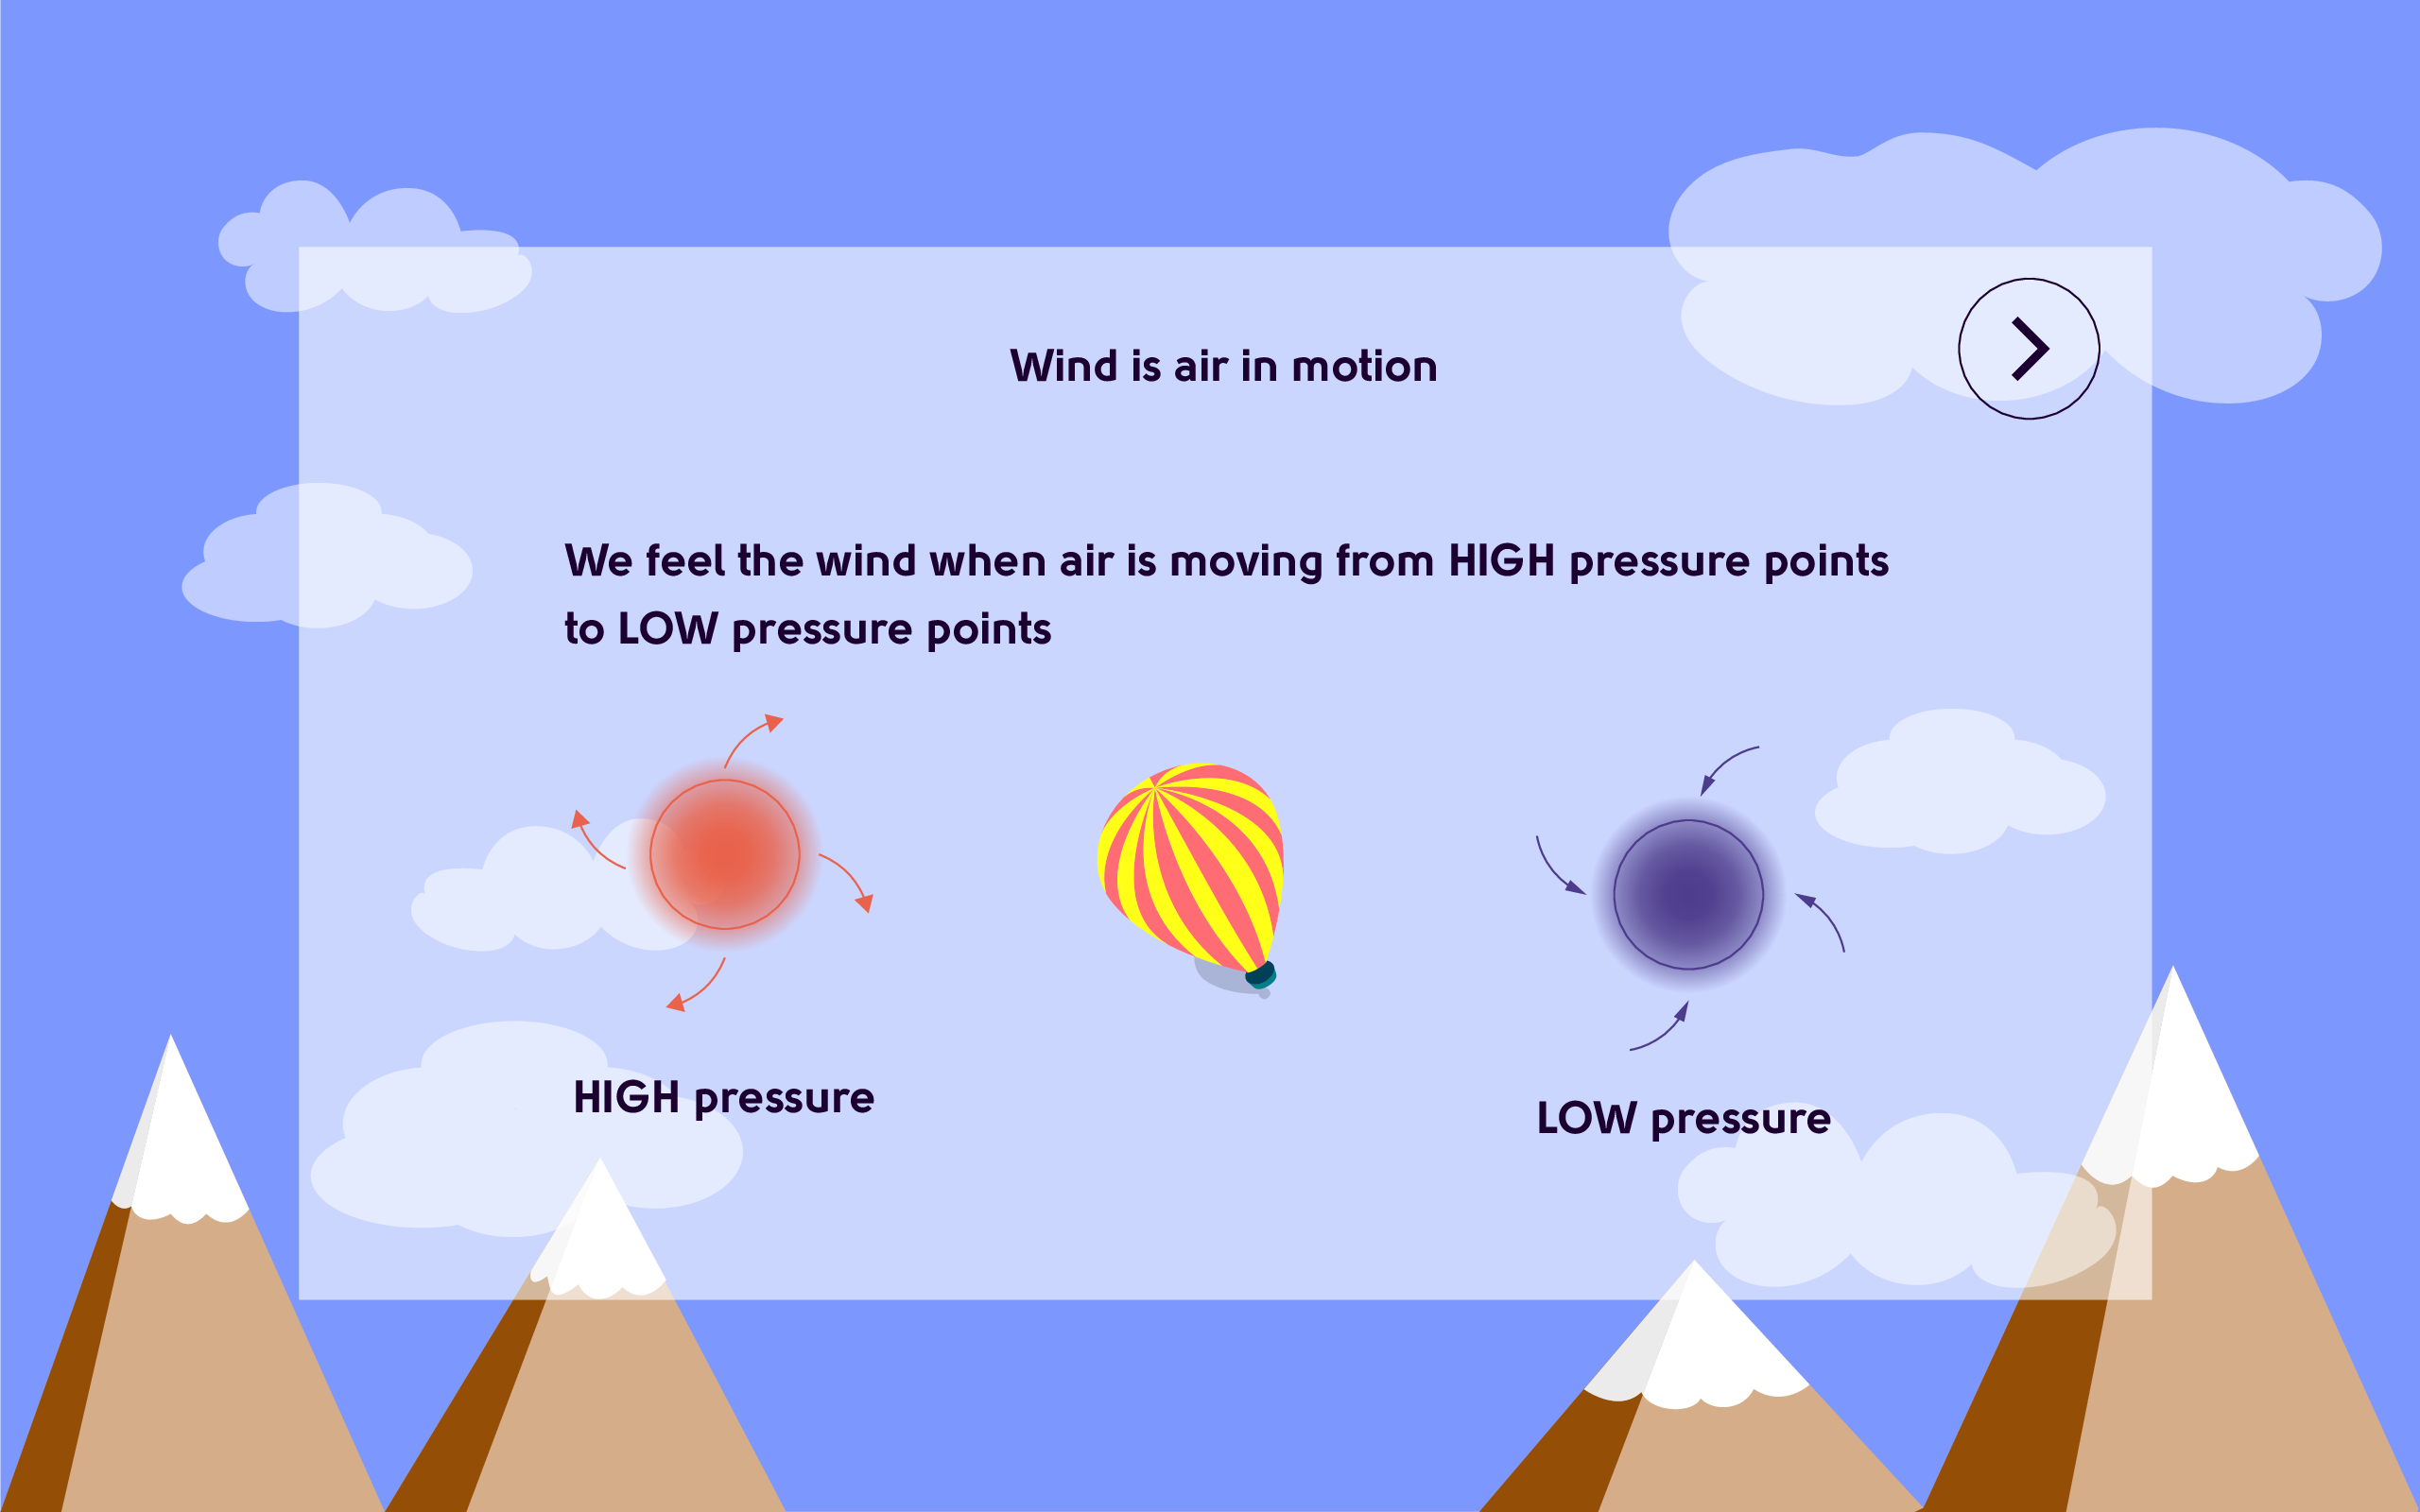 Wind is air in motion
We feel the wind when air is moving from HIGH pressure points
to LOW pressure points
HIGH pressure
LOW pressure